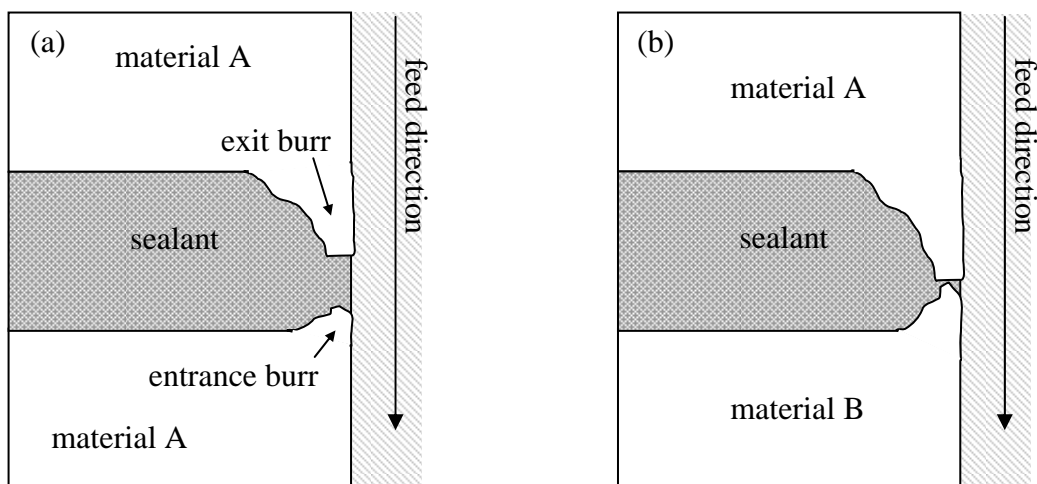 (a)
material A
feed direction
exit burr
sealant
entrance burr
material A
(b)
material A
feed direction
sealant
material B